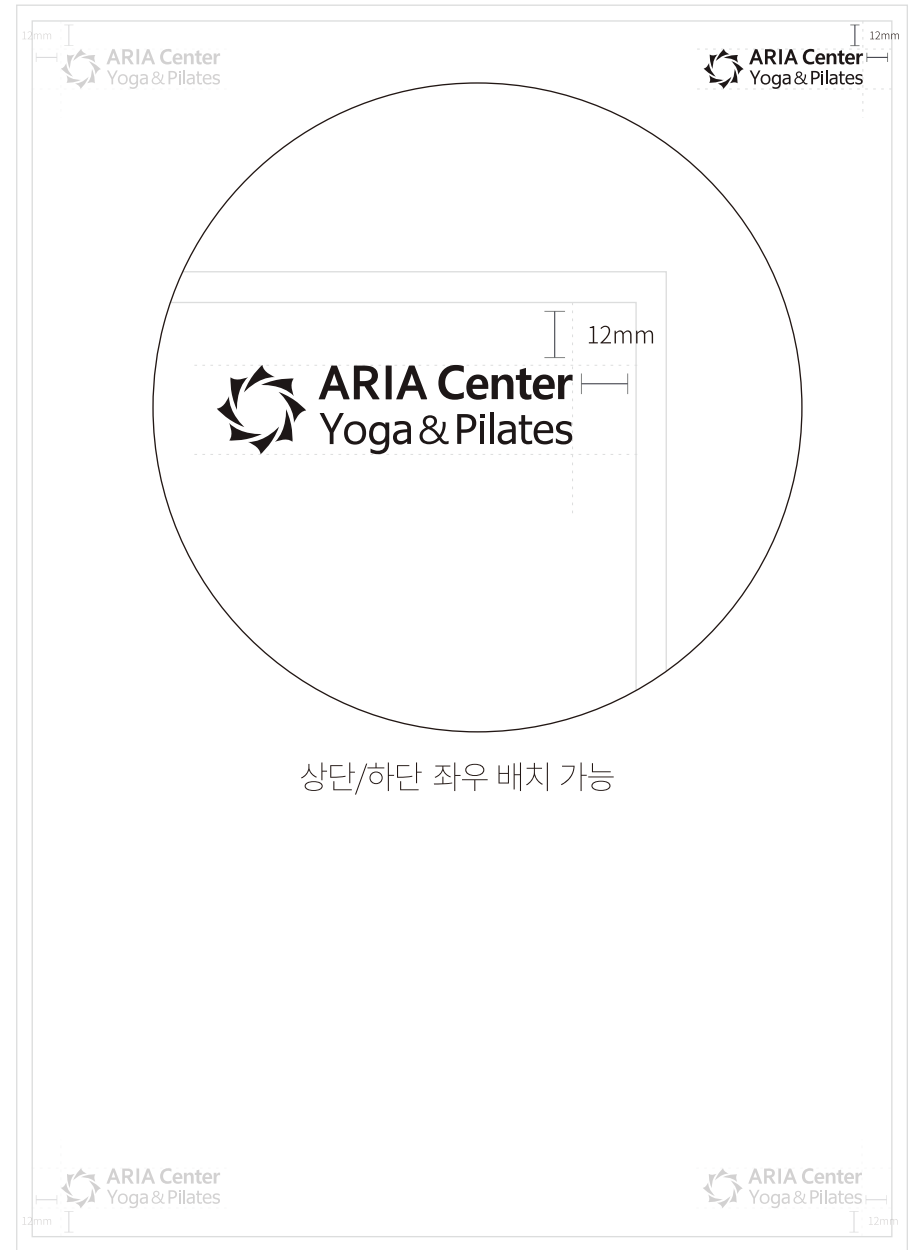 12mm
ARIA Center
Yoga & Pilates
12mm
ARIA Center
Yoga & Pilates
12mm
ARIA Center
Yoga & Pilates
상단/하단 좌우 배치 가능
ARIA Center
Yoga & Pilates
12mm
ARIA Center
Yoga & Pilates
12mm